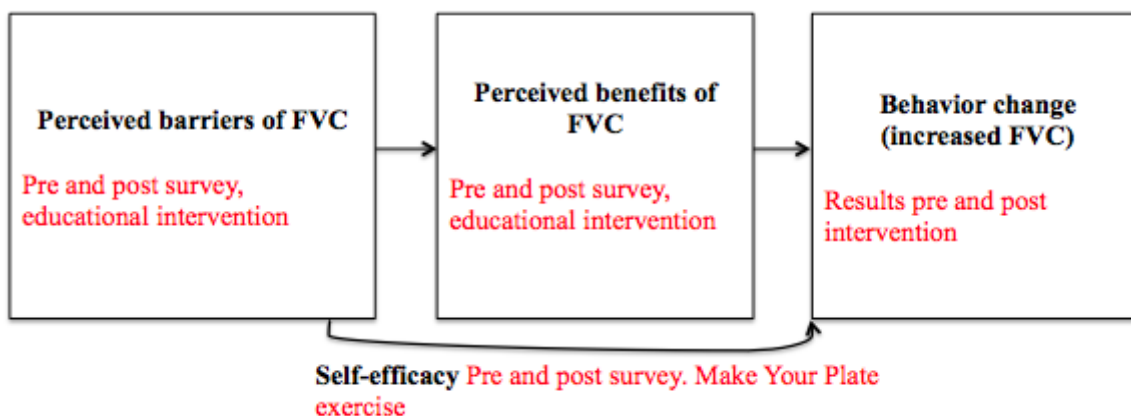 Perceived barriers of FVC
Pre and post survey,
educational intervention
Perceived benefits of
FVC
Pre and post survey,
educational intervention
Behavior change
(increased FVC)
Results pre and post
intervention
Self-efficacy Pre and post survey. Make Your Plate
exercise